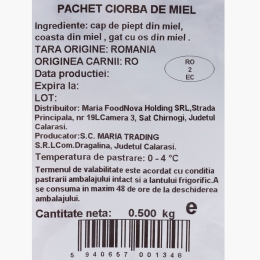 PACHET CIORBA DE MIEL
Ingrediente: cap de piept din miel,
coasta din miel , gat cu os din miel .
TARA ORIGINE: ROMANIA
ORIGINEA CARNII: RO
Data productiei:
Expira la:
LOT:
RO
2
EC
Distribuitor: Maria FoodNova Holding SRL,Strada
Principala, nr 19LCamera 3, Sat Chirnogi, Judetul
Calarasi.
Producator:S.C. MARIA TRADING
S.R.LCom.Dragalina, Judetul Calarasi.
Temperatura de pastrare: 0 - 4 °C
Termenul de valabilitate este acordat cu conditia
pastrarii ambalajului intact si a lantului frigorific.A
se consuma in maxim 48 de ore de la deschiderea
ambalajului.
Cantitate neta: 0.500 kg e
5 940657 001346